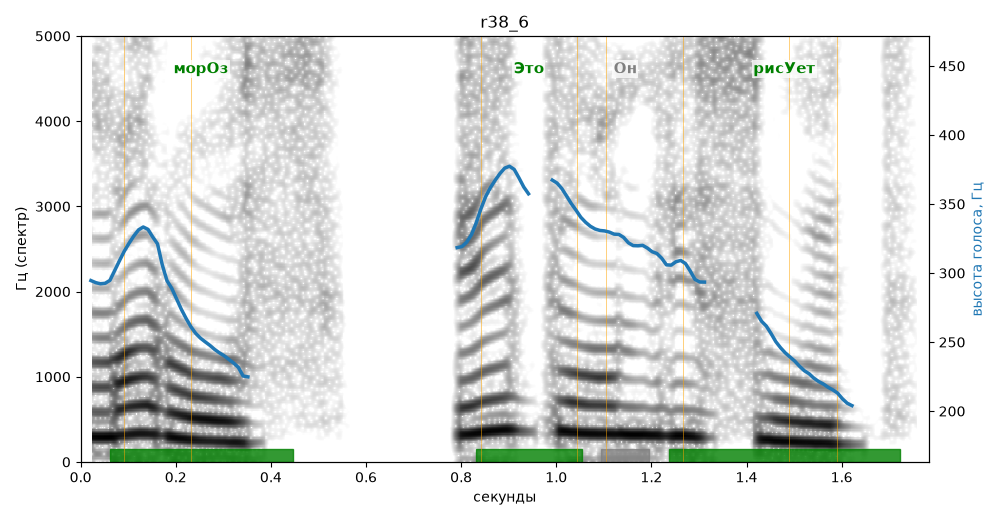 r38_6
морОз
Это
Он
рисУет
5000
4000
3000
2000
1000
0
Гц (спектр)
450
400
350
300
250
200
высота голоса, Гц
0.0 0.2 0.4 0.6 0.8 1.0 1.2 1.4 1.6
секунды